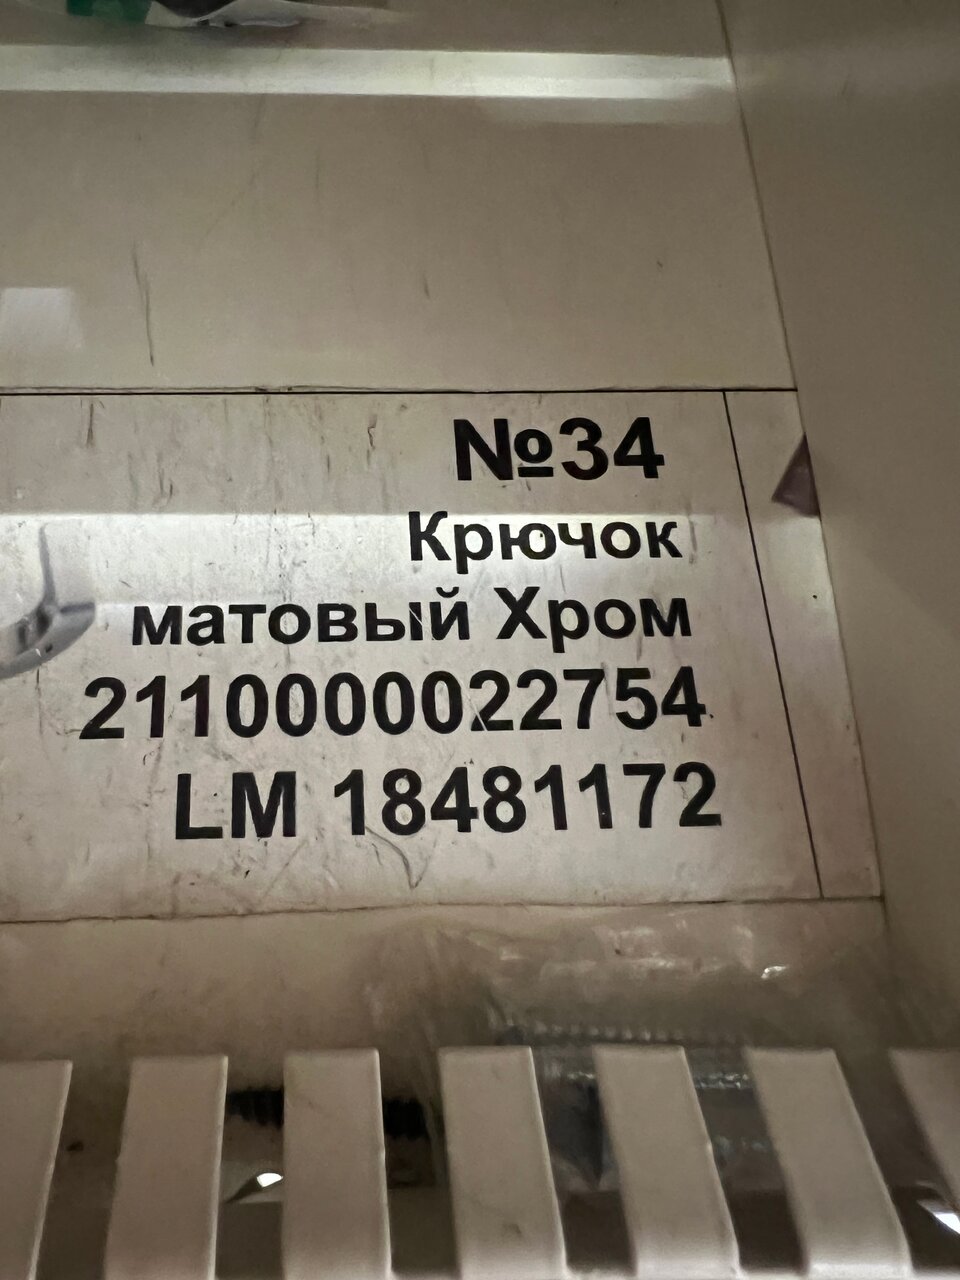 №34
Крючок
матовый Хром
2110000022754
LM 18481172